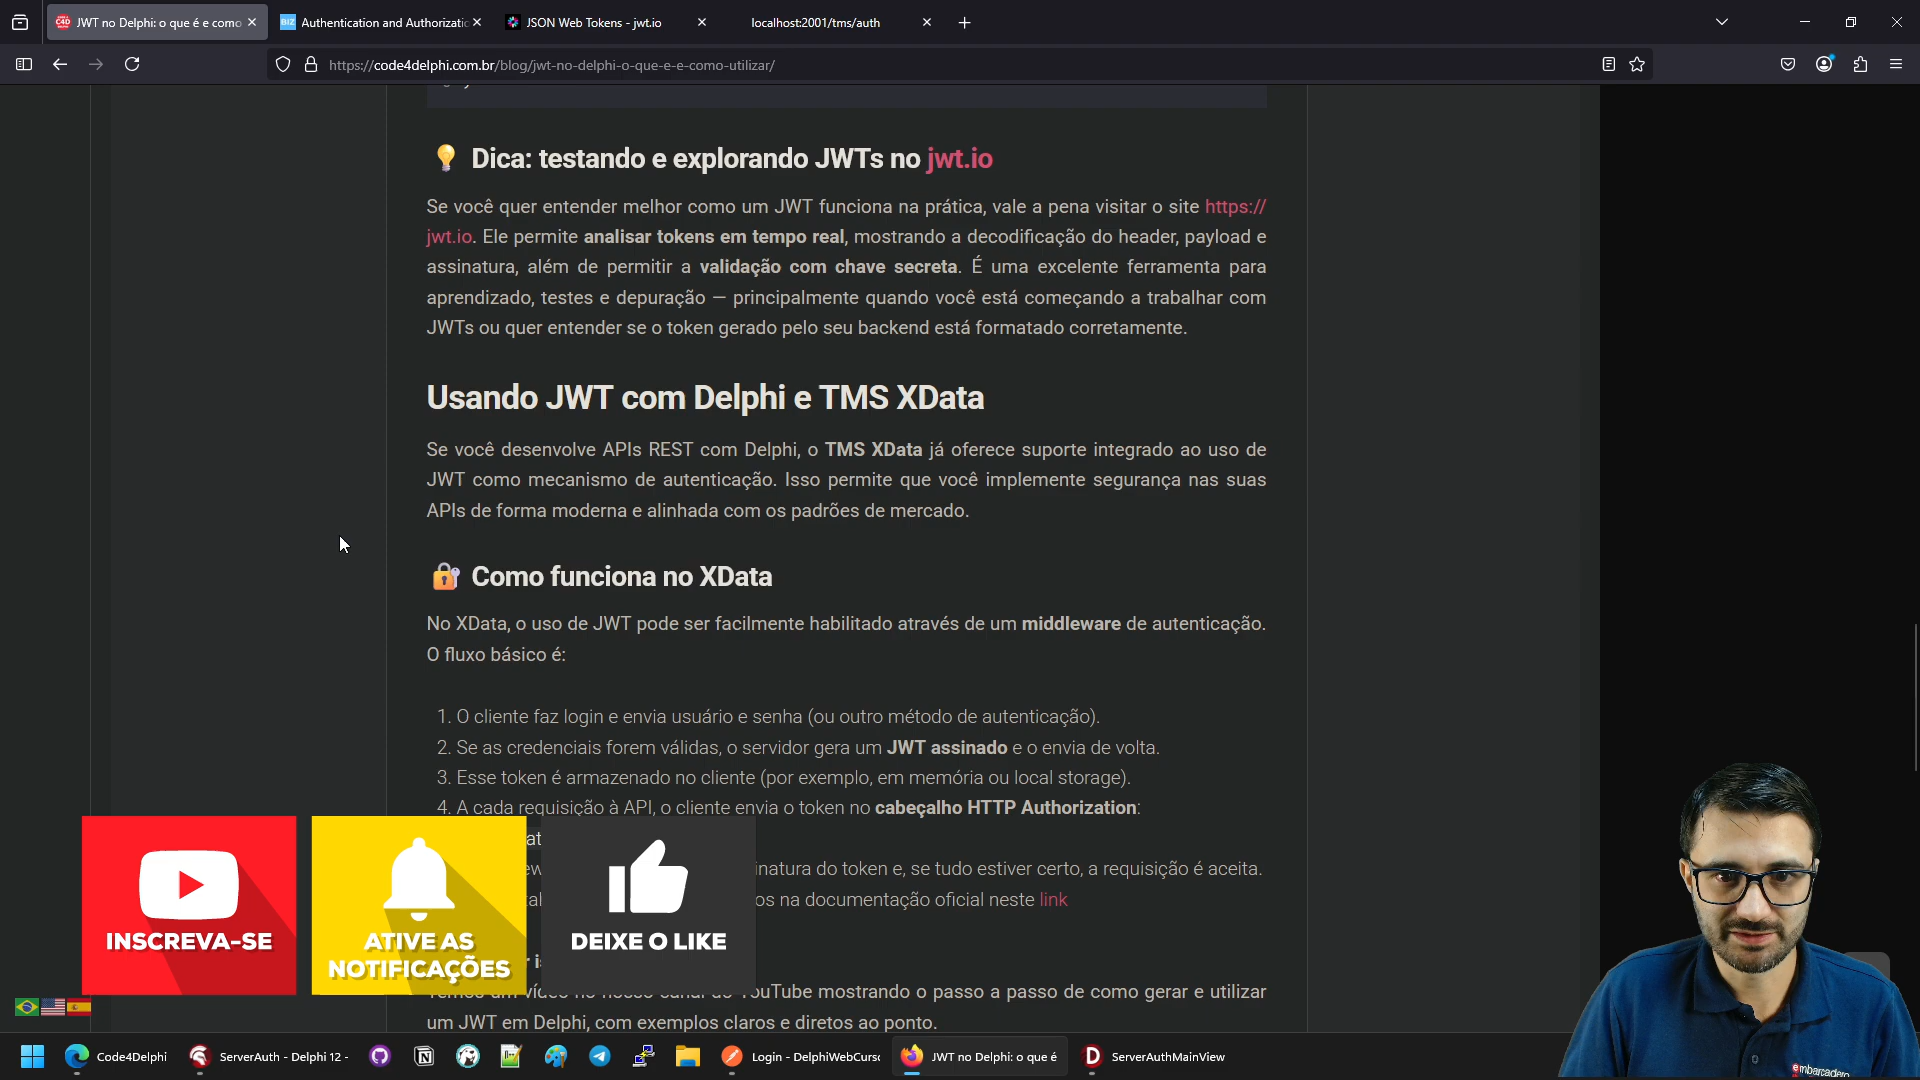 JWT no Delphi: o que é e como
Authentication and Authorizatio
JSON Web Tokens - jwt.io
localhost:2001/tms/auth
https://code4delphi.com.br/blog/jwt-no-delphi-o-que-e-e-como-utilizar/
Dica: testando e explorando JWTs no jwt.io
Se você quer entender melhor como um JWT funciona na prática, vale a pena visitar o site https://
jwt.io. Ele permite analisar tokens em tempo real, mostrando a decodificação do header, payload e
assinatura, além de permitir a validação com chave secreta. É uma excelente ferramenta para
aprendizado, testes e depuração — principalmente quando você está começando a trabalhar com
JWTs ou quer entender se o token gerado pelo seu backend está formatado corretamente.
Usando JWT com Delphi e TMS XData
Se você desenvolve APIs REST com Delphi, o TMS XData já oferece suporte integrado ao uso de
JWT como mecanismo de autenticação. Isso permite que você implemente segurança nas suas
APIs de forma moderna e alinhada com os padrões de mercado.
Como funciona no XData
No XData, o uso de JWT pode ser facilmente habilitado através de um middleware de autenticação.
O fluxo básico é:
1. O cliente faz login e envia usuário e senha (ou outro método de autenticação).
2. Se as credenciais forem válidas, o servidor gera um JWT assinado e o envia de volta.
3. Esse token é armazenado no cliente (por exemplo, em memória ou local storage).
4. A cada requisição à API, o cliente envia o token no cabeçalho HTTP Authorization:
do token e, se tudo estiver certo, a requisição é aceita.
na documentação oficial neste link
INSCREVA-SE
ATIVE AS
NOTIFICAÇÕES
DEIXE O LIKE
mostrando o passo a passo de como gerar e utilizar
um JWT em Delphi, com exemplos claros e diretos ao ponto.
embarcadero
Code4Delphi
ServerAuth - Delphi 12 -
Login - DelphiWebCurso
JWT no Delphi: o que é
ServerAuthMainView